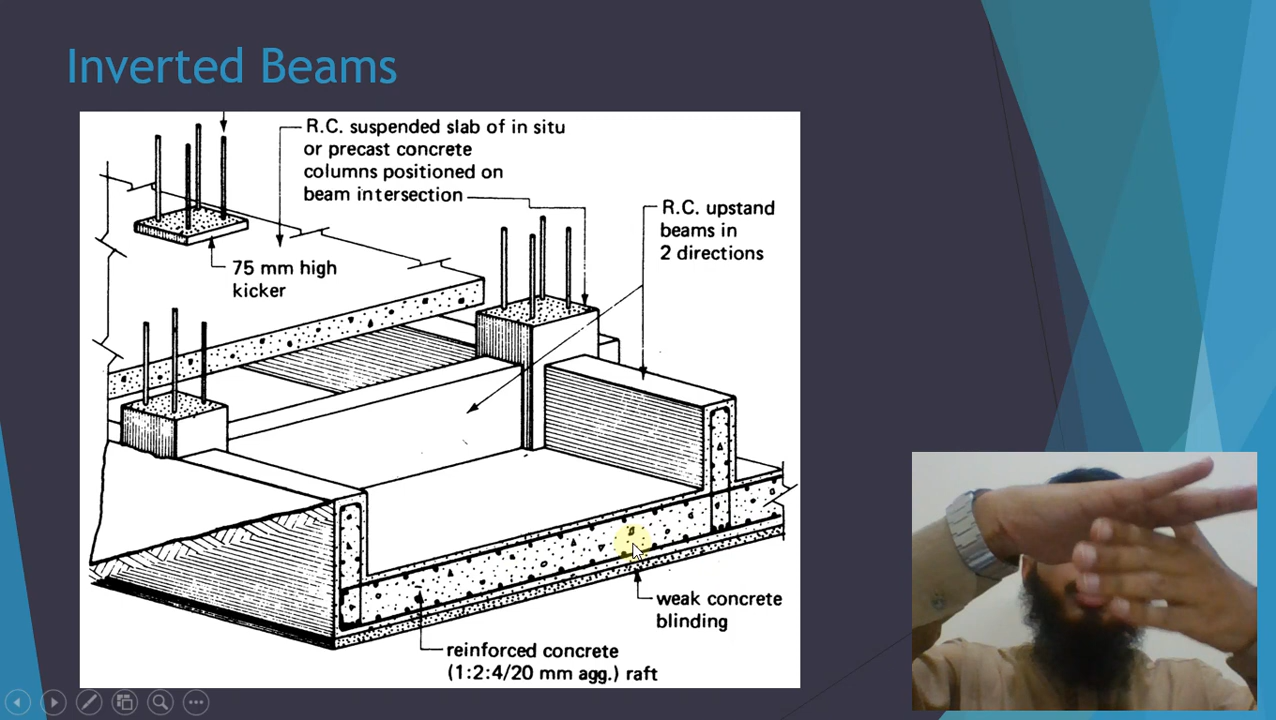 Inverted Beams
R.C. suspended slab of in situ
or precast concrete
columns positioned on
beam intersection
R.C. upstand
beams in
2 directions
75 mm high
kicker
weak concrete
blinding
reinforced concrete
(1:2:4/20 mm agg.) raft